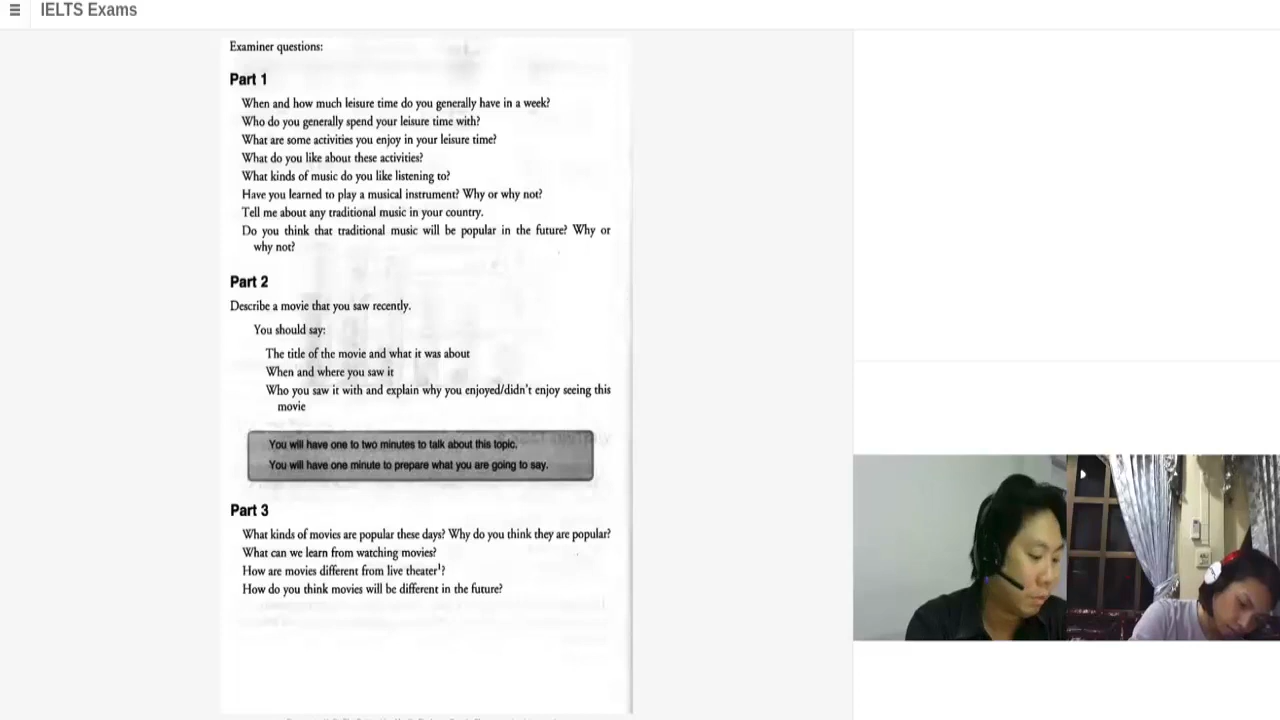 IELTS Exams
Examiner questions:
Part 1
When and how much leisure time do you generally have in a week?
Who do you generally spend your leisure time with?
What are some activities you enjoy in your leisure time?
What do you like about these activities?
What kinds of music do you like listening to?
Have you learned to play a musical instrument? Why or why not?
Tell me about any traditional music in your country.
Do you think that traditional music will be popular in the future? Why or
why not?
Part 2
Describe a movie that you saw recently.
You should say:
The title of the movie and what it was about
When and where you saw it
Who you saw it with and explain why you enjoyed/didn't enjoy seeing this
movie
You will have one to two minutes to talk about this topic.
You will have one minute to prepare what you are going to say.
Part 3
What kinds of movies are popular these days? Why do you think they are popular?
What can we learn from watching movies?
How are movies different from live theater¹?
How do you think movies will be different in the future?